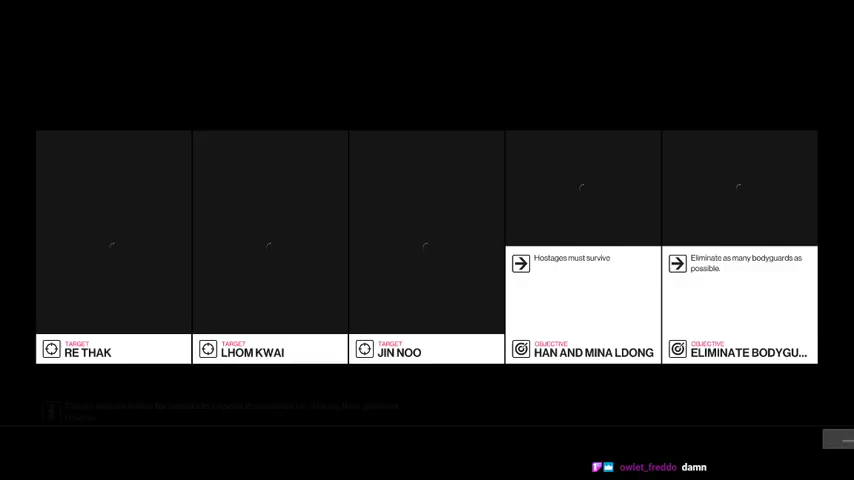 Hostages must survive
Eliminate as many bodyguards as
possible.
TARGET
RE THAK
TARGET
LHOM KWAI
TARGET
JIN NOO
OBJECTIVE
HAN AND MINA LDONG
OBJECTIVE
ELIMINATE BODYGU...
owlet_freddo damn